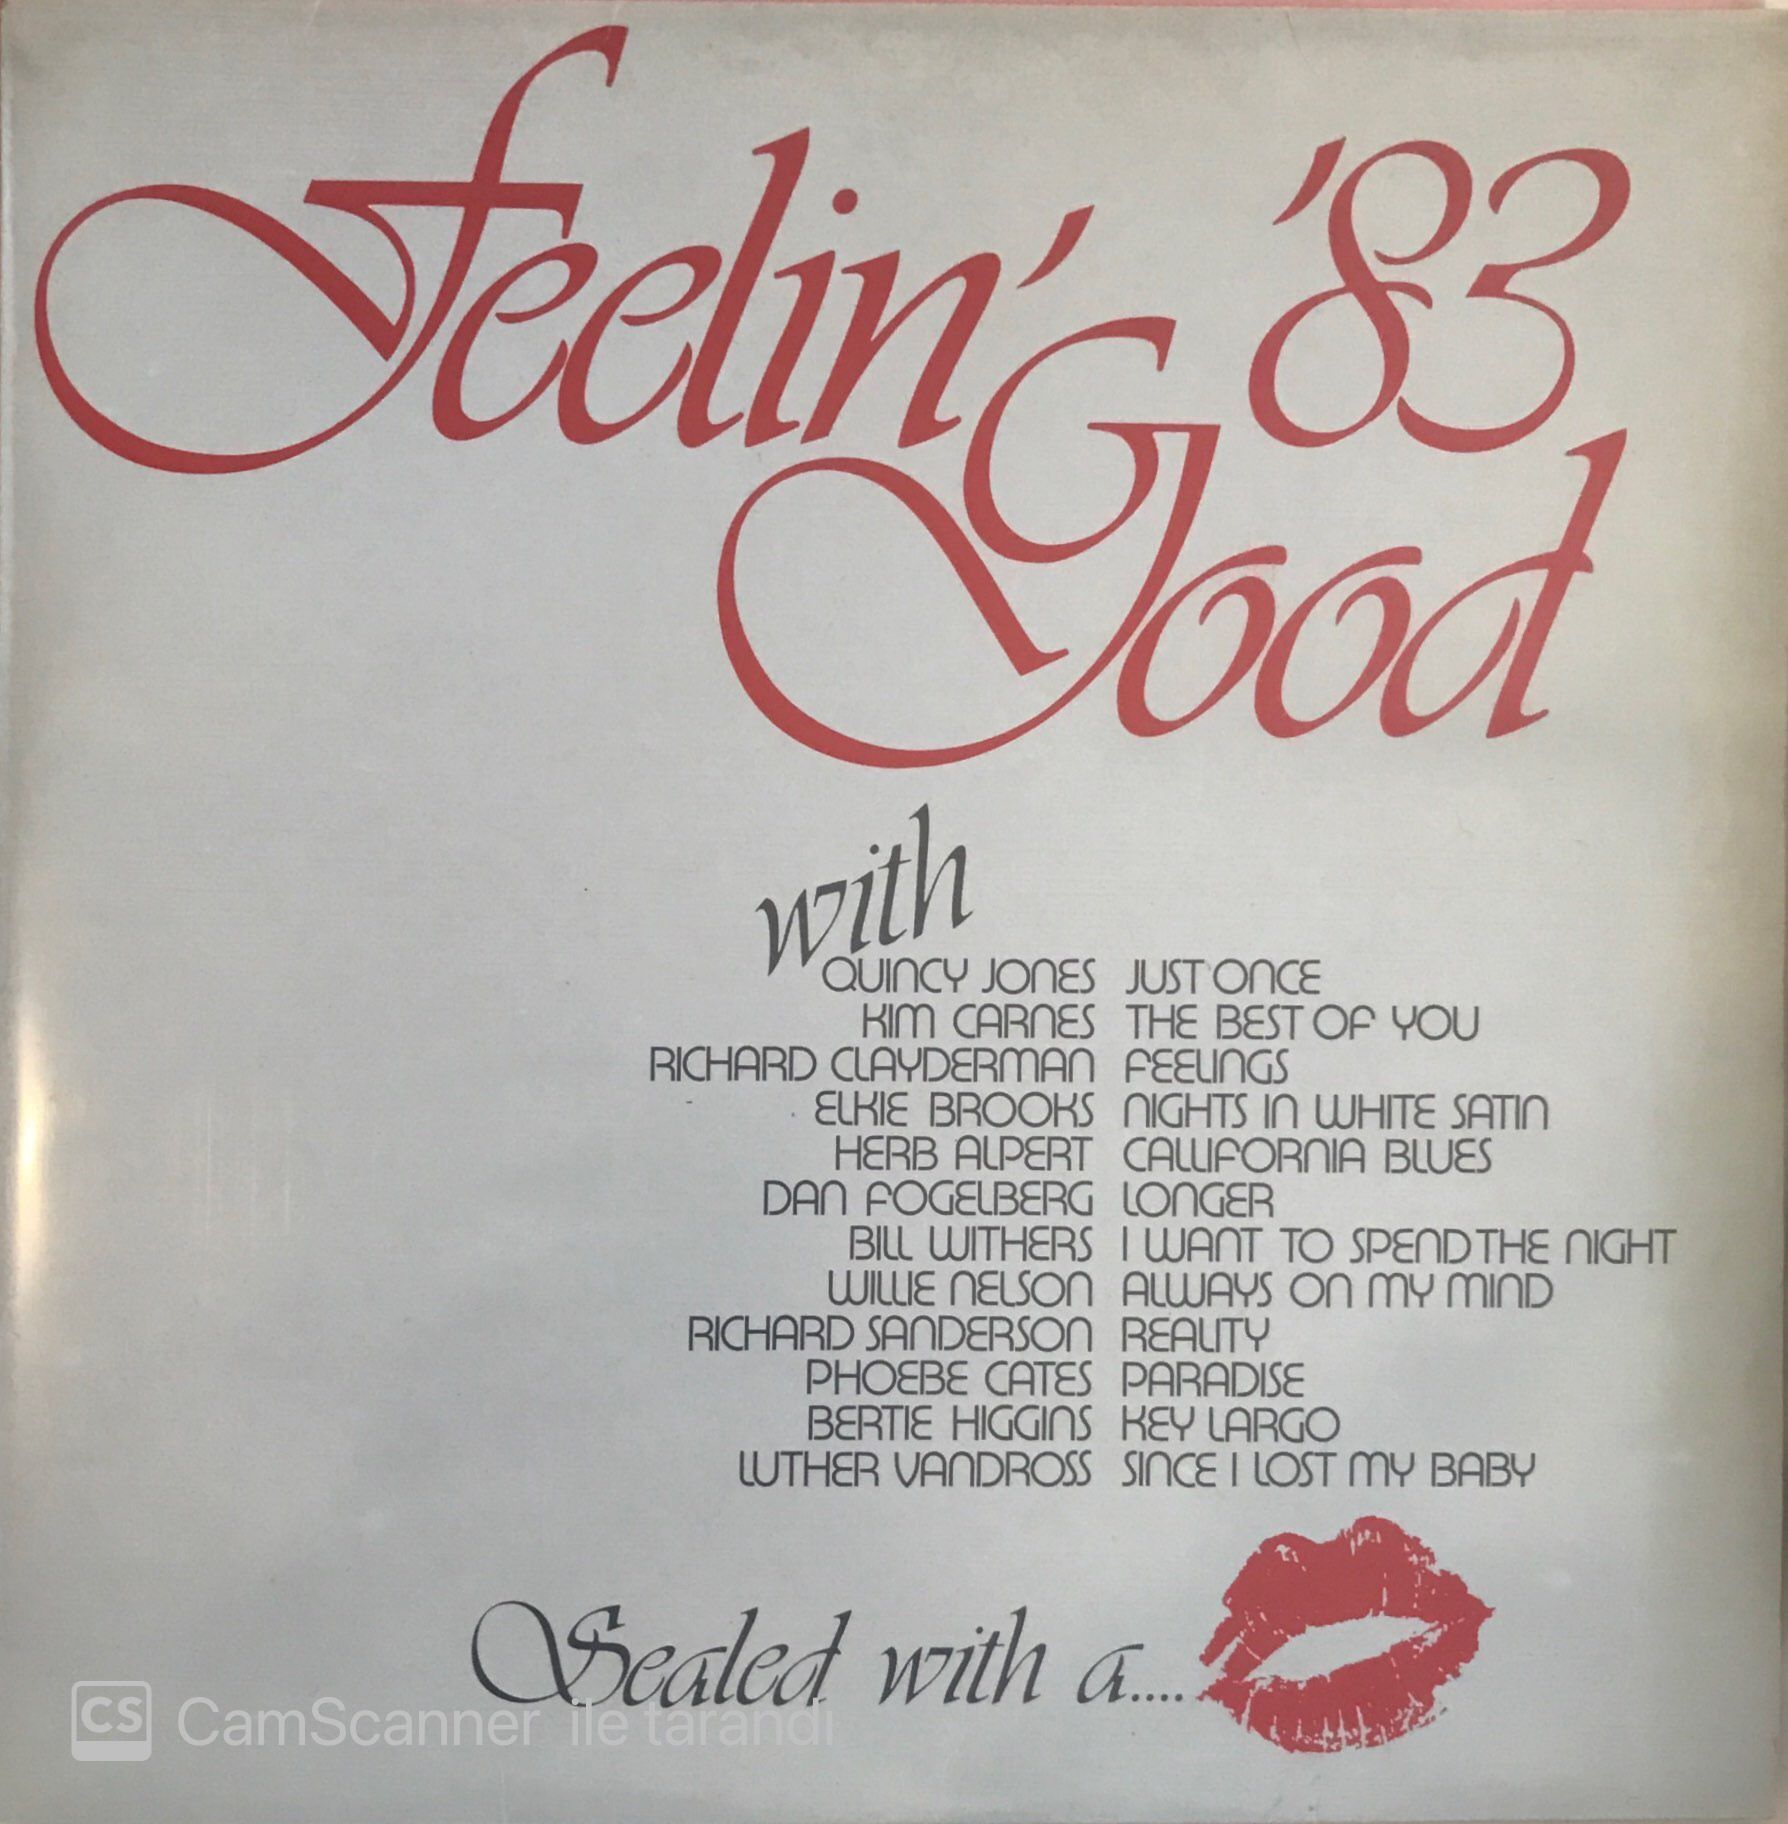 Feelin' '83
Good
with
QUINCY JONES JUST ONCE
KIM CARNES THE BEST OF YOU
RICHARD CLAYDERMAN FEELINGS
ELKIE BROOKS NIGHTS IN WHITE SATIN
HERB ALPERT CALLIFORNIA BLUES
DAN FOGELBERG LONGER
BILL WITHERS I WANT TO SPEND THE NIGHT
WILLIE NELSON ALWAYS ON MY MIND
RICHARD SANDERSON REALITY
PHOEBE CATES PARADISE
BERTIE HIGGINS KEY LARGO
LUTHER VANDROSS SINCE I LOST MY BABY
Sealed with a....
CS CamScanner ile tarandı